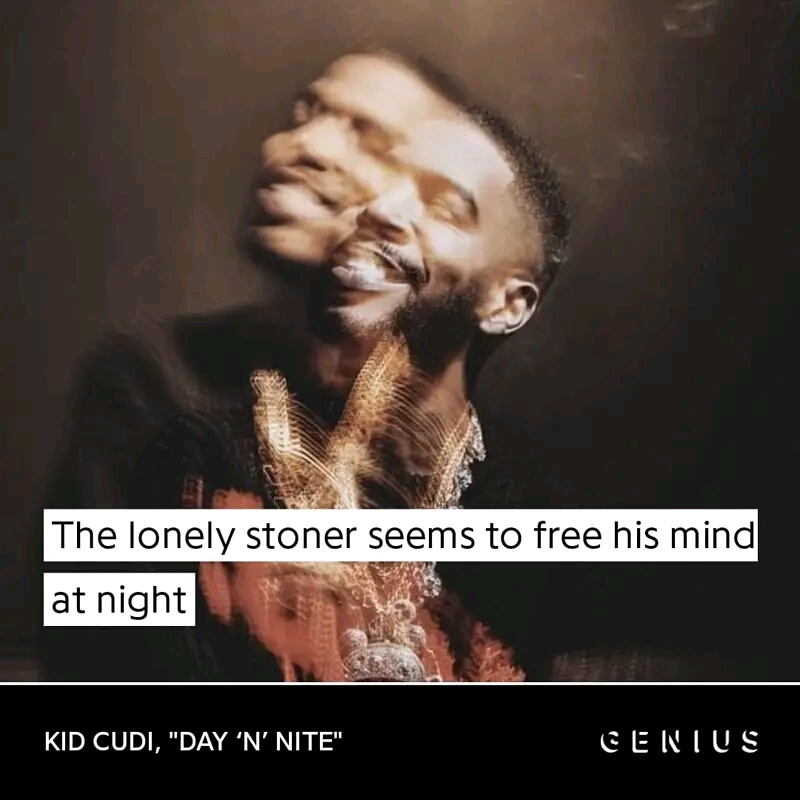 The lonely stoner seems to free his mind
at night
KID CUDI, "DAY ‘N’ NITE"
GENIUS